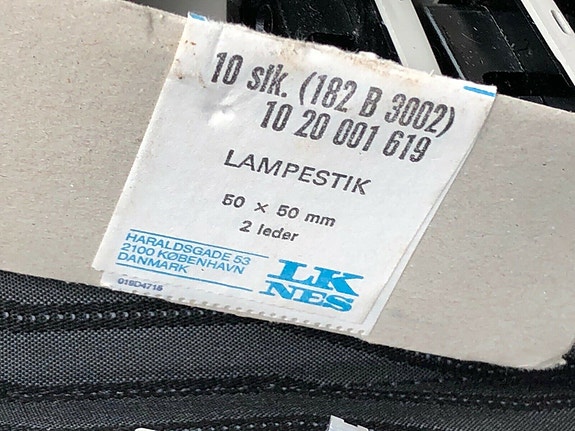 10 stk. (182 B 3002)
10 20 001 619
LAMPESTIK
50 × 50 mm
2 leder
HARALDSGADE 53
2100 KØBENHAVN
DANMARK
LK
NES
019D4715